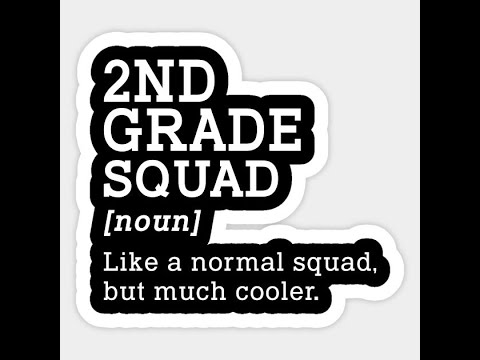 2ND
GRADE
SQUAD
[noun]
Like a normal squad,
but much cooler.